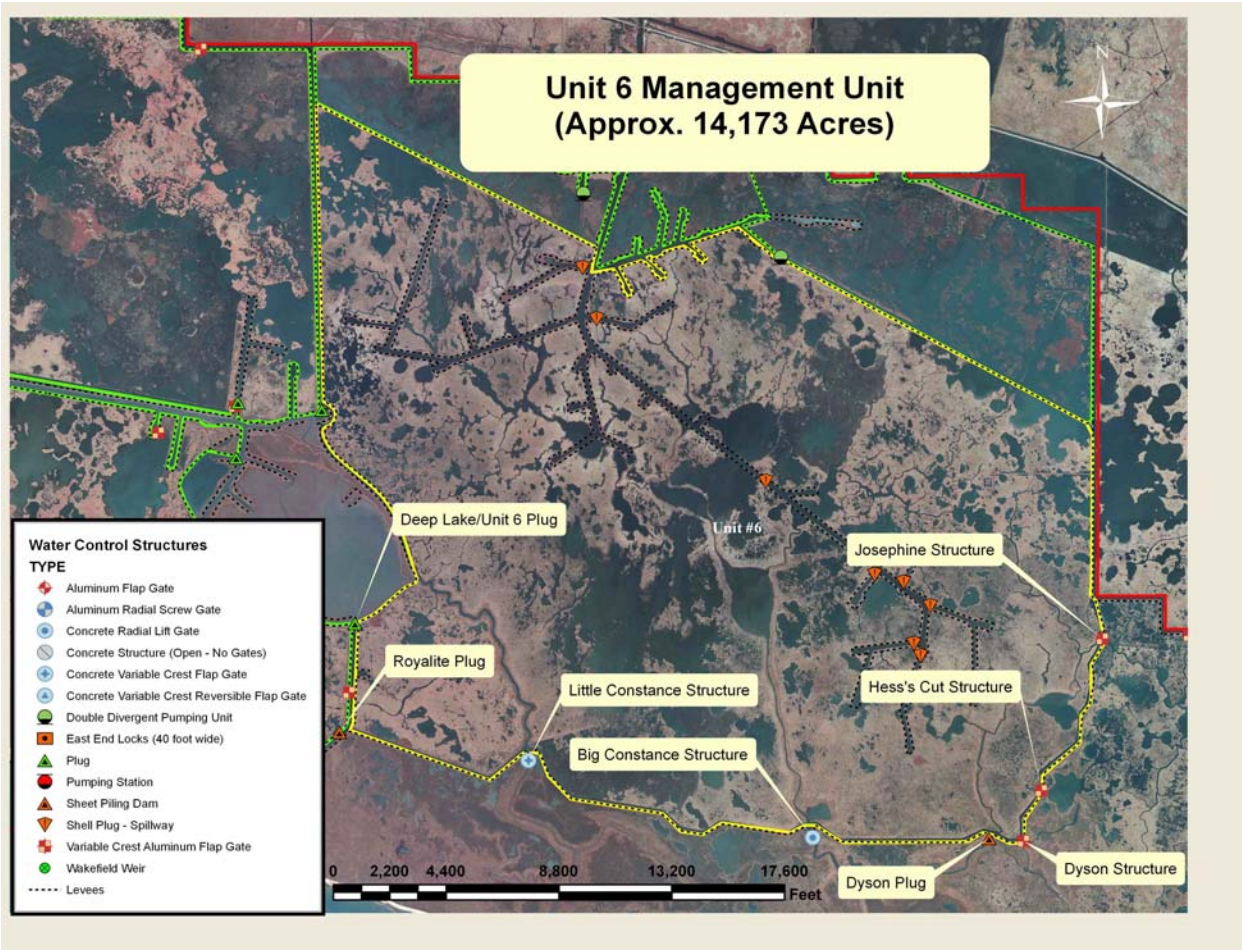 Unit 6 Management Unit
(Approx. 14,173 Acres)
N
Deep Lake/Unit 6 Plug
Unit #6
Josephine Structure
Royalite Plug
Little Constance Structure
Hess's Cut Structure
Big Constance Structure
Dyson Plug
Dyson Structure
Water Control Structures
TYPE
Aluminum Flap Gate
Aluminum Radial Screw Gate
Concrete Radial Lift Gate
Concrete Structure (Open - No Gates)
Concrete Variable Crest Flap Gate
Concrete Variable Crest Reversible Flap Gate
Double Divergent Pumping Unit
East End Locks (40 foot wide)
Plug
Pumping Station
Sheet Piling Dam
Shell Plug - Spillway
Variable Crest Aluminum Flap Gate
Wakefield Weir
Levees
0 2,200 4,400 8,800 13,200 17,600
Feet